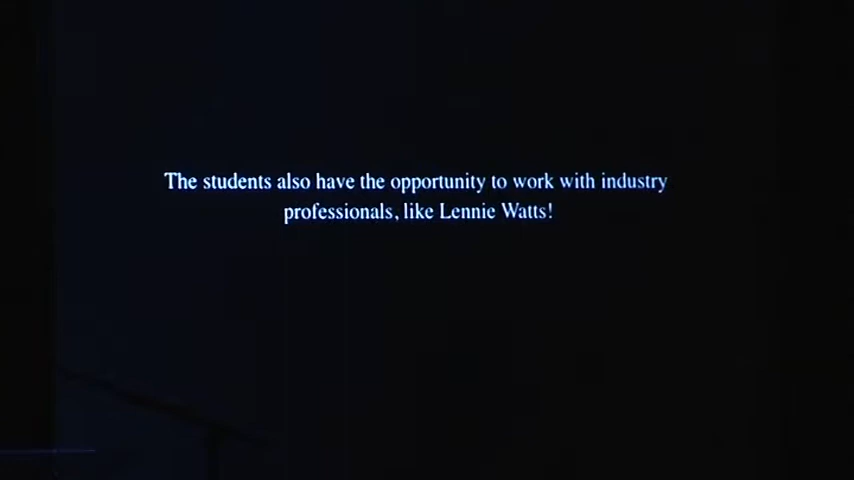 The students also have the opportunity to work with industry
professionals, like Lennie Watts!